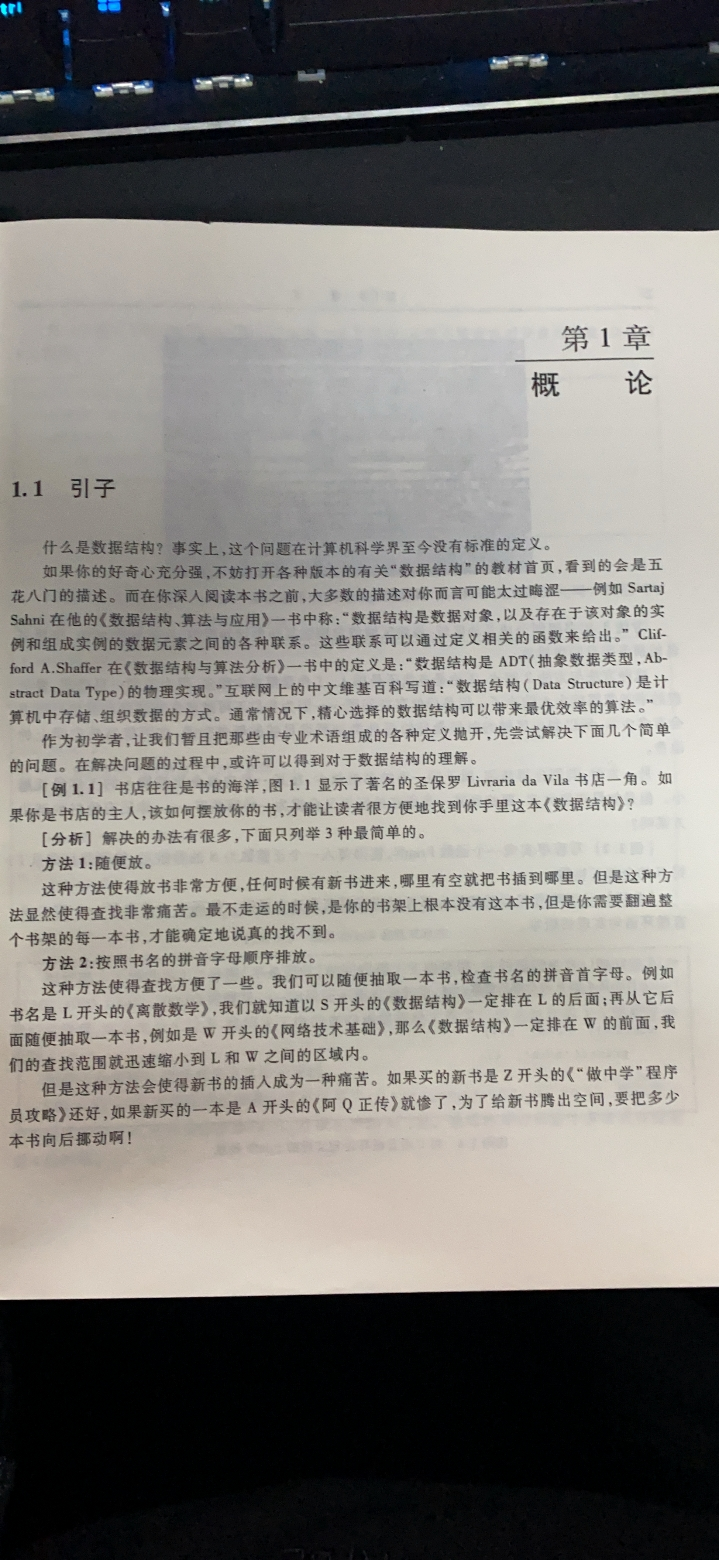 trl
第 1 章
概 论
1.1 引子
什么是数据结构？事实上,这个问题在计算机科学界至今没有标准的定义。
如果你的好奇心充分强,不妨打开各种版本的有关“数据结构”的教材首页,看到的会是五
花八门的描述。而在你深入阅读本书之前,大多数的描述对你而言可能太过晦涩——例如 Sartaj
Sahni 在他的《数据结构、算法与应用》一书中称:“数据结构是数据对象,以及存在于该对象的实
例和组成实例的数据元素之间的各种联系。这些联系可以通过定义相关的函数来给出。” Clif-
ford A.Shaffer 在《数据结构与算法分析》一书中的定义是:“数据结构是 ADT(抽象数据类型, Ab-
stract Data Type)的物理实现。”互联网上的中文维基百科写道:“数据结构(Data Structure)是计
算机中存储、组织数据的方式。通常情况下,精心选择的数据结构可以带来最优效率的算法。”
作为初学者,让我们暂且把那些由专业术语组成的各种定义抛开,先尝试解决下面几个简单
的问题。在解决问题的过程中,或许可以得到对于数据结构的理解。
[例 1.1] 书店往往是书的海洋,图 1.1 显示了著名的圣保罗 Livraria da Vila 书店一角。如
果你是书店的主人,该如何摆放你的书,才能让读者很方便地找到你手里这本《数据结构》?
[分析] 解决的办法有很多,下面只列举 3 种最简单的。
方法 1:随便放。
这种方法使得放书非常方便,任何时候有新书进来,哪里有空就把书插到哪里。但是这种方
法显然使得查找非常痛苦。最不走运的时候,是你的书架上根本没有这本书,但是你需要翻遍整
个书架的每一本书,才能确定地说真的找不到。
方法 2:按照书名的拼音字母顺序排放。
这种方法使得查找方便了一些。我们可以随便抽取一本书,检查书名的拼音首字母。例如
书名是 L 开头的《离散数学》,我们就知道以 S 开头的《数据结构》一定排在 L 的后面;再从它后
面随便抽取一本书,例如是 W 开头的《网络技术基础》,那么《数据结构》一定排在 W 的前面,我
们的查找范围就迅速缩小到 L 和 W 之间的区域内。
但是这种方法会使得新书的插入成为一种痛苦。如果买的新书是 Z 开头的《“做中学”程序
员攻略》还好,如果新买的一本是 A 开头的《阿 Q 正传》就惨了,为了给新书腾出空间,要把多少
本书向后挪动啊!